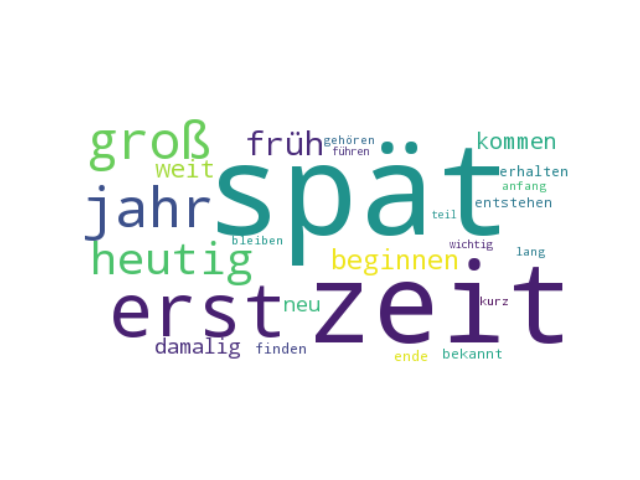 groß
früh
gehören
führen
kommen
weit
spät
erhalten
anfang
jahr
entstehen
teil
heutig
bleiben
beginnen
wichtig
lang
erst
zeit
neu
kurz
damalig
finden
ende
bekannt